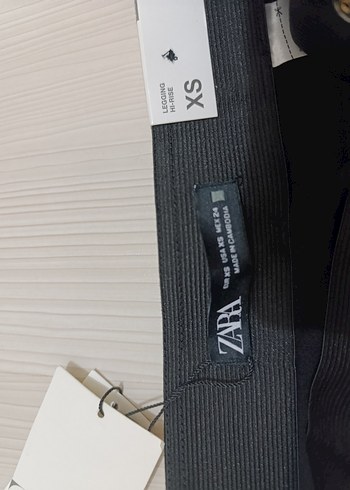 LEGGING
HI-RISE
XS
ZARA
EUR XS USA XS MEX 24
MADE IN CAMBODIA